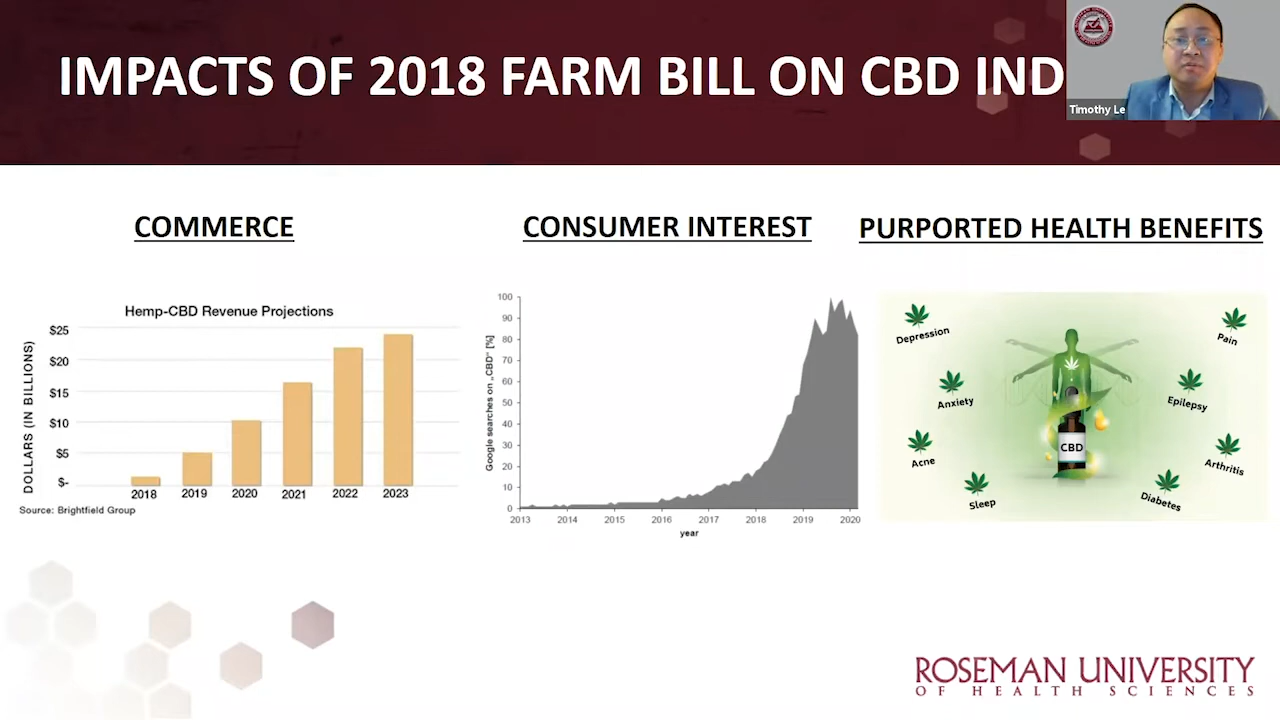 IMPACTS OF 2018 FARM BILL ON CBD IND
Timothy Le
COMMERCE
CONSUMER INTEREST
PURPORTED HEALTH BENEFITS
Hemp-CBD Revenue Projections
DOLLARS (IN BILLIONS)
$25
$20
$15
$10
$5
$-
2018 2019 2020 2021 2022 2023
Source: Brightfield Group
Google searches on „CBD“ [%]
100
90
80
70
60
50
40
30
20
10
0
2013 2014 2015 2016 2017 2018 2019 2020
year
Depression
Pain
Anxiety
Epilepsy
Acne
Arthritis
Sleep
Diabetes
CBD
ROSEMAN UNIVERSITY
OF HEALTH SCIENCES